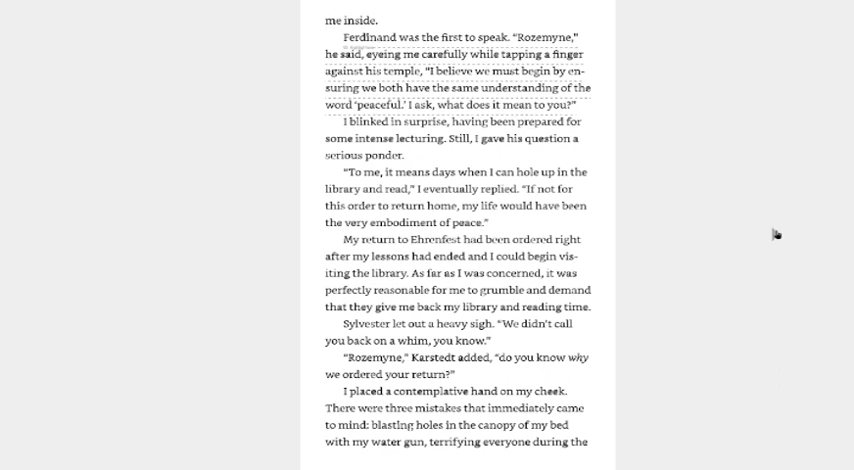 me inside.
Ferdinand was the first to speak. “Rozemyne,”
he said, eyeing me carefully while tapping a finger
against his temple, “I believe we must begin by en-
suring we both have the same understanding of the
word ‘peaceful.’ I ask, what does it mean to you?”
I blinked in surprise, having been prepared for
some intense lecturing. Still, I gave his question a
serious ponder.
“To me, it means days when I can hole up in the
library and read,” I eventually replied. “If not for
this order to return home, my life would have been
the very embodiment of peace.”
My return to Ehrenfest had been ordered right
after my lessons had ended and I could begin vis-
iting the library. As far as I was concerned, it was
perfectly reasonable for me to grumble and demand
that they give me back my library and reading time.
Sylvester let out a heavy sigh. “We didn’t call
you back on a whim, you know.”
“Rozemyne,” Karstedt added, “do you know why
we ordered your return?”
I placed a contemplative hand on my cheek.
There were three mistakes that immediately came
to mind: blasting holes in the canopy of my bed
with my water gun, terrifying everyone during the